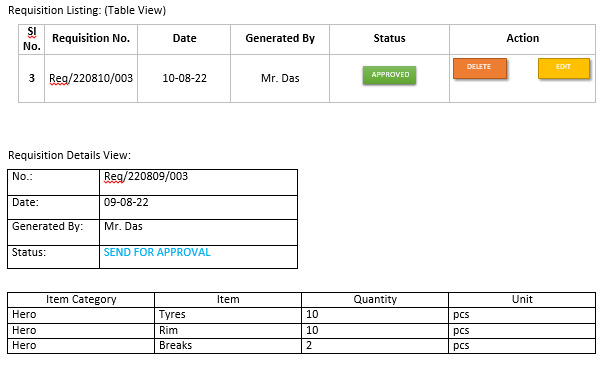 Requisition Listing: (Table View)
Sl No. Requisition No. Date Generated By Status Action
3 Req/220810/003 10-08-22 Mr. Das APPROVED DELETE EDIT
Requisition Details View:
No.: Req/220809/003
Date: 09-08-22
Generated By: Mr. Das
Status: SEND FOR APPROVAL
Item Category Item Quantity Unit
Hero Tyres 10 pcs
Hero Rim 10 pcs
Hero Breaks 2 pcs